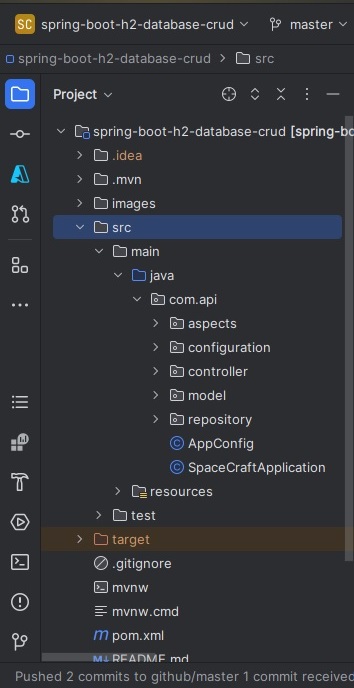 SC spring-boot-h2-database-crud master
spring-boot-h2-database-crud src
Project
spring-boot-h2-database-crud [spring-bo
.idea
.mvn
images
src
main
java
com.api
aspects
configuration
controller
model
repository
AppConfig
SpaceCraftApplication
resources
test
target
.gitignore
mvnw
mvnw.cmd
pom.xml
README.md
Pushed 2 commits to github/master 1 commit received